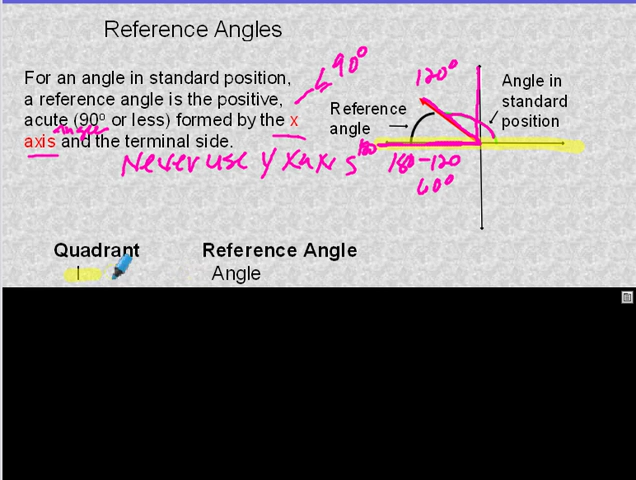 Reference Angles
For an angle in standard position,
a reference angle is the positive,
acute (90º or less) formed by the x
axis and the terminal side.
∠90°
120°
Reference
angle
Angle in
standard
position
Never use y
180
180-120
60°
Quadrant Reference Angle
I Angle